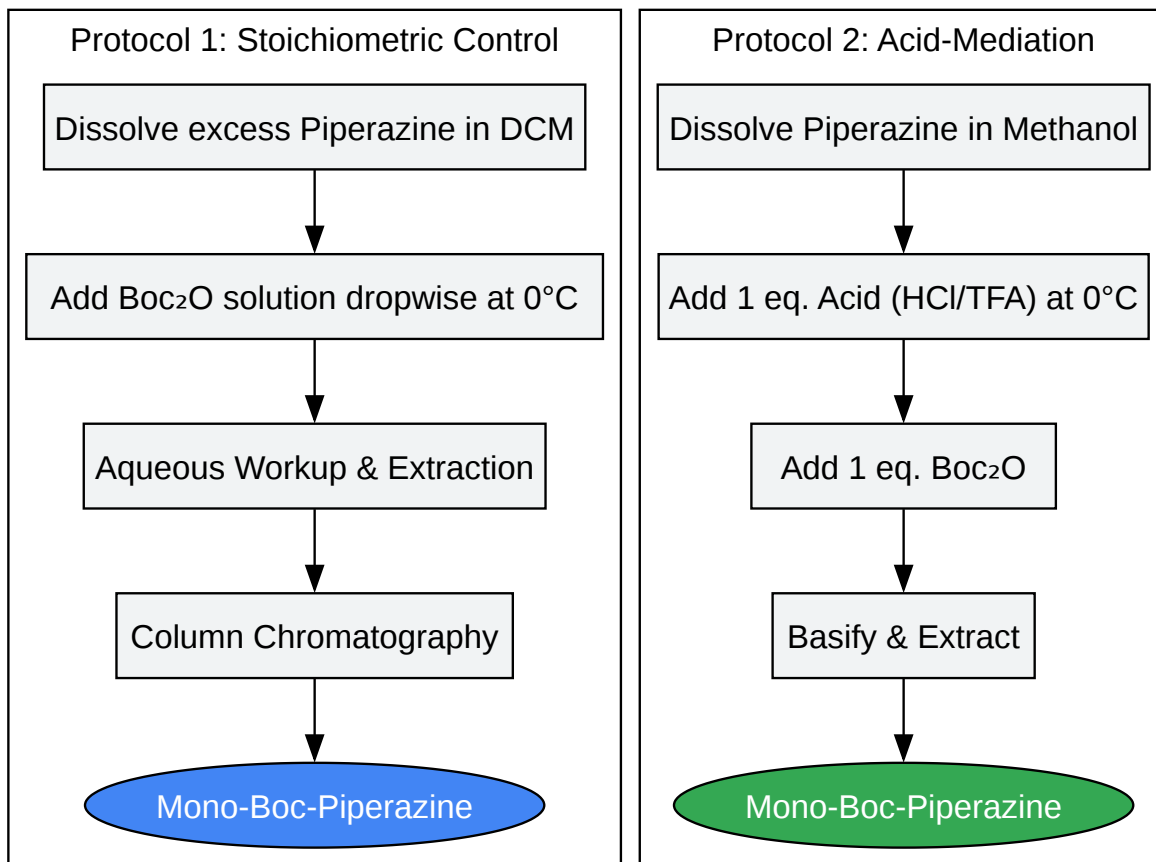 Protocol 1: Stoichiometric Control
Dissolve excess Piperazine in DCM
Add Boc₂O solution dropwise at 0°C
Aqueous Workup & Extraction
Column Chromatography
Mono-Boc-Piperazine
Protocol 2: Acid-Mediation
Dissolve Piperazine in Methanol
Add 1 eq. Acid (HCl/TFA) at 0°C
Add 1 eq. Boc₂O
Basify & Extract
Mono-Boc-Piperazine